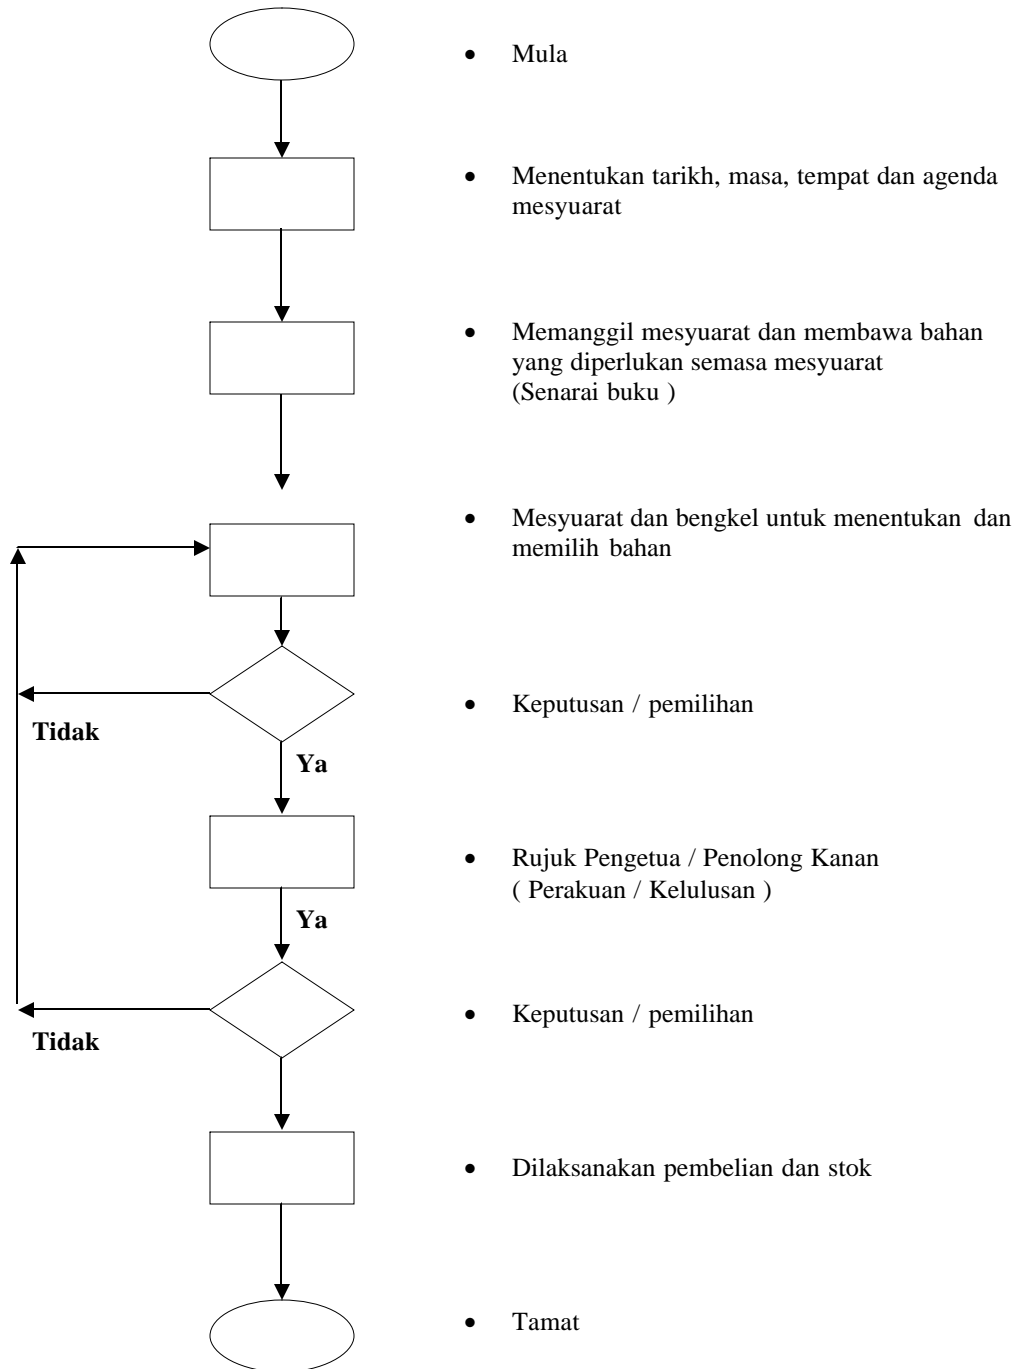 • Mula
• Menentukan tarikh, masa, tempat dan agenda
mesyuarat
• Memanggil mesyuarat dan membawa bahan
yang diperlukan semasa mesyuarat
(Senarai buku )
• Mesyuarat dan bengkel untuk menentukan dan
memilih bahan
• Keputusan / pemilihan
Tidak
Ya
• Rujuk Pengetua / Penolong Kanan
( Perakuan / Kelulusan )
Ya
• Keputusan / pemilihan
Tidak
• Dilaksanakan pembelian dan stok
• Tamat